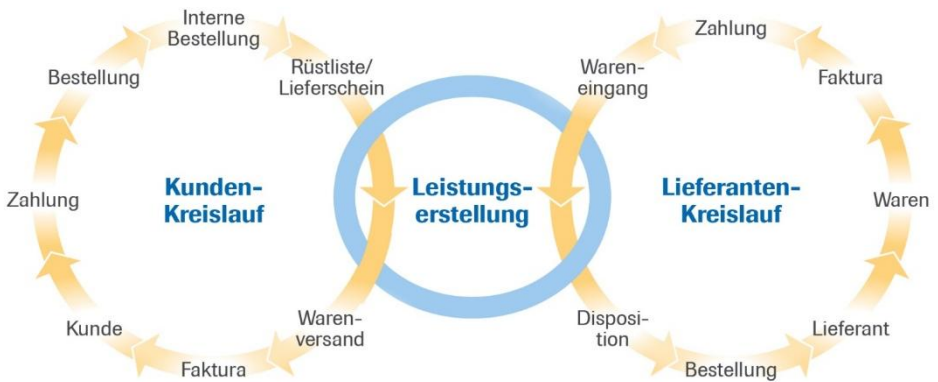 Interne
Bestellung
Zahlung
Bestellung
Rüstliste/
Lieferschein
Waren-
eingang
Faktura
Kunden-
Kreislauf
Leistungs-
erstellung
Lieferanten-
Kreislauf
Zahlung
Waren
Kunde
Waren-
versand
Disposi-
tion
Lieferant
Faktura
Bestellung